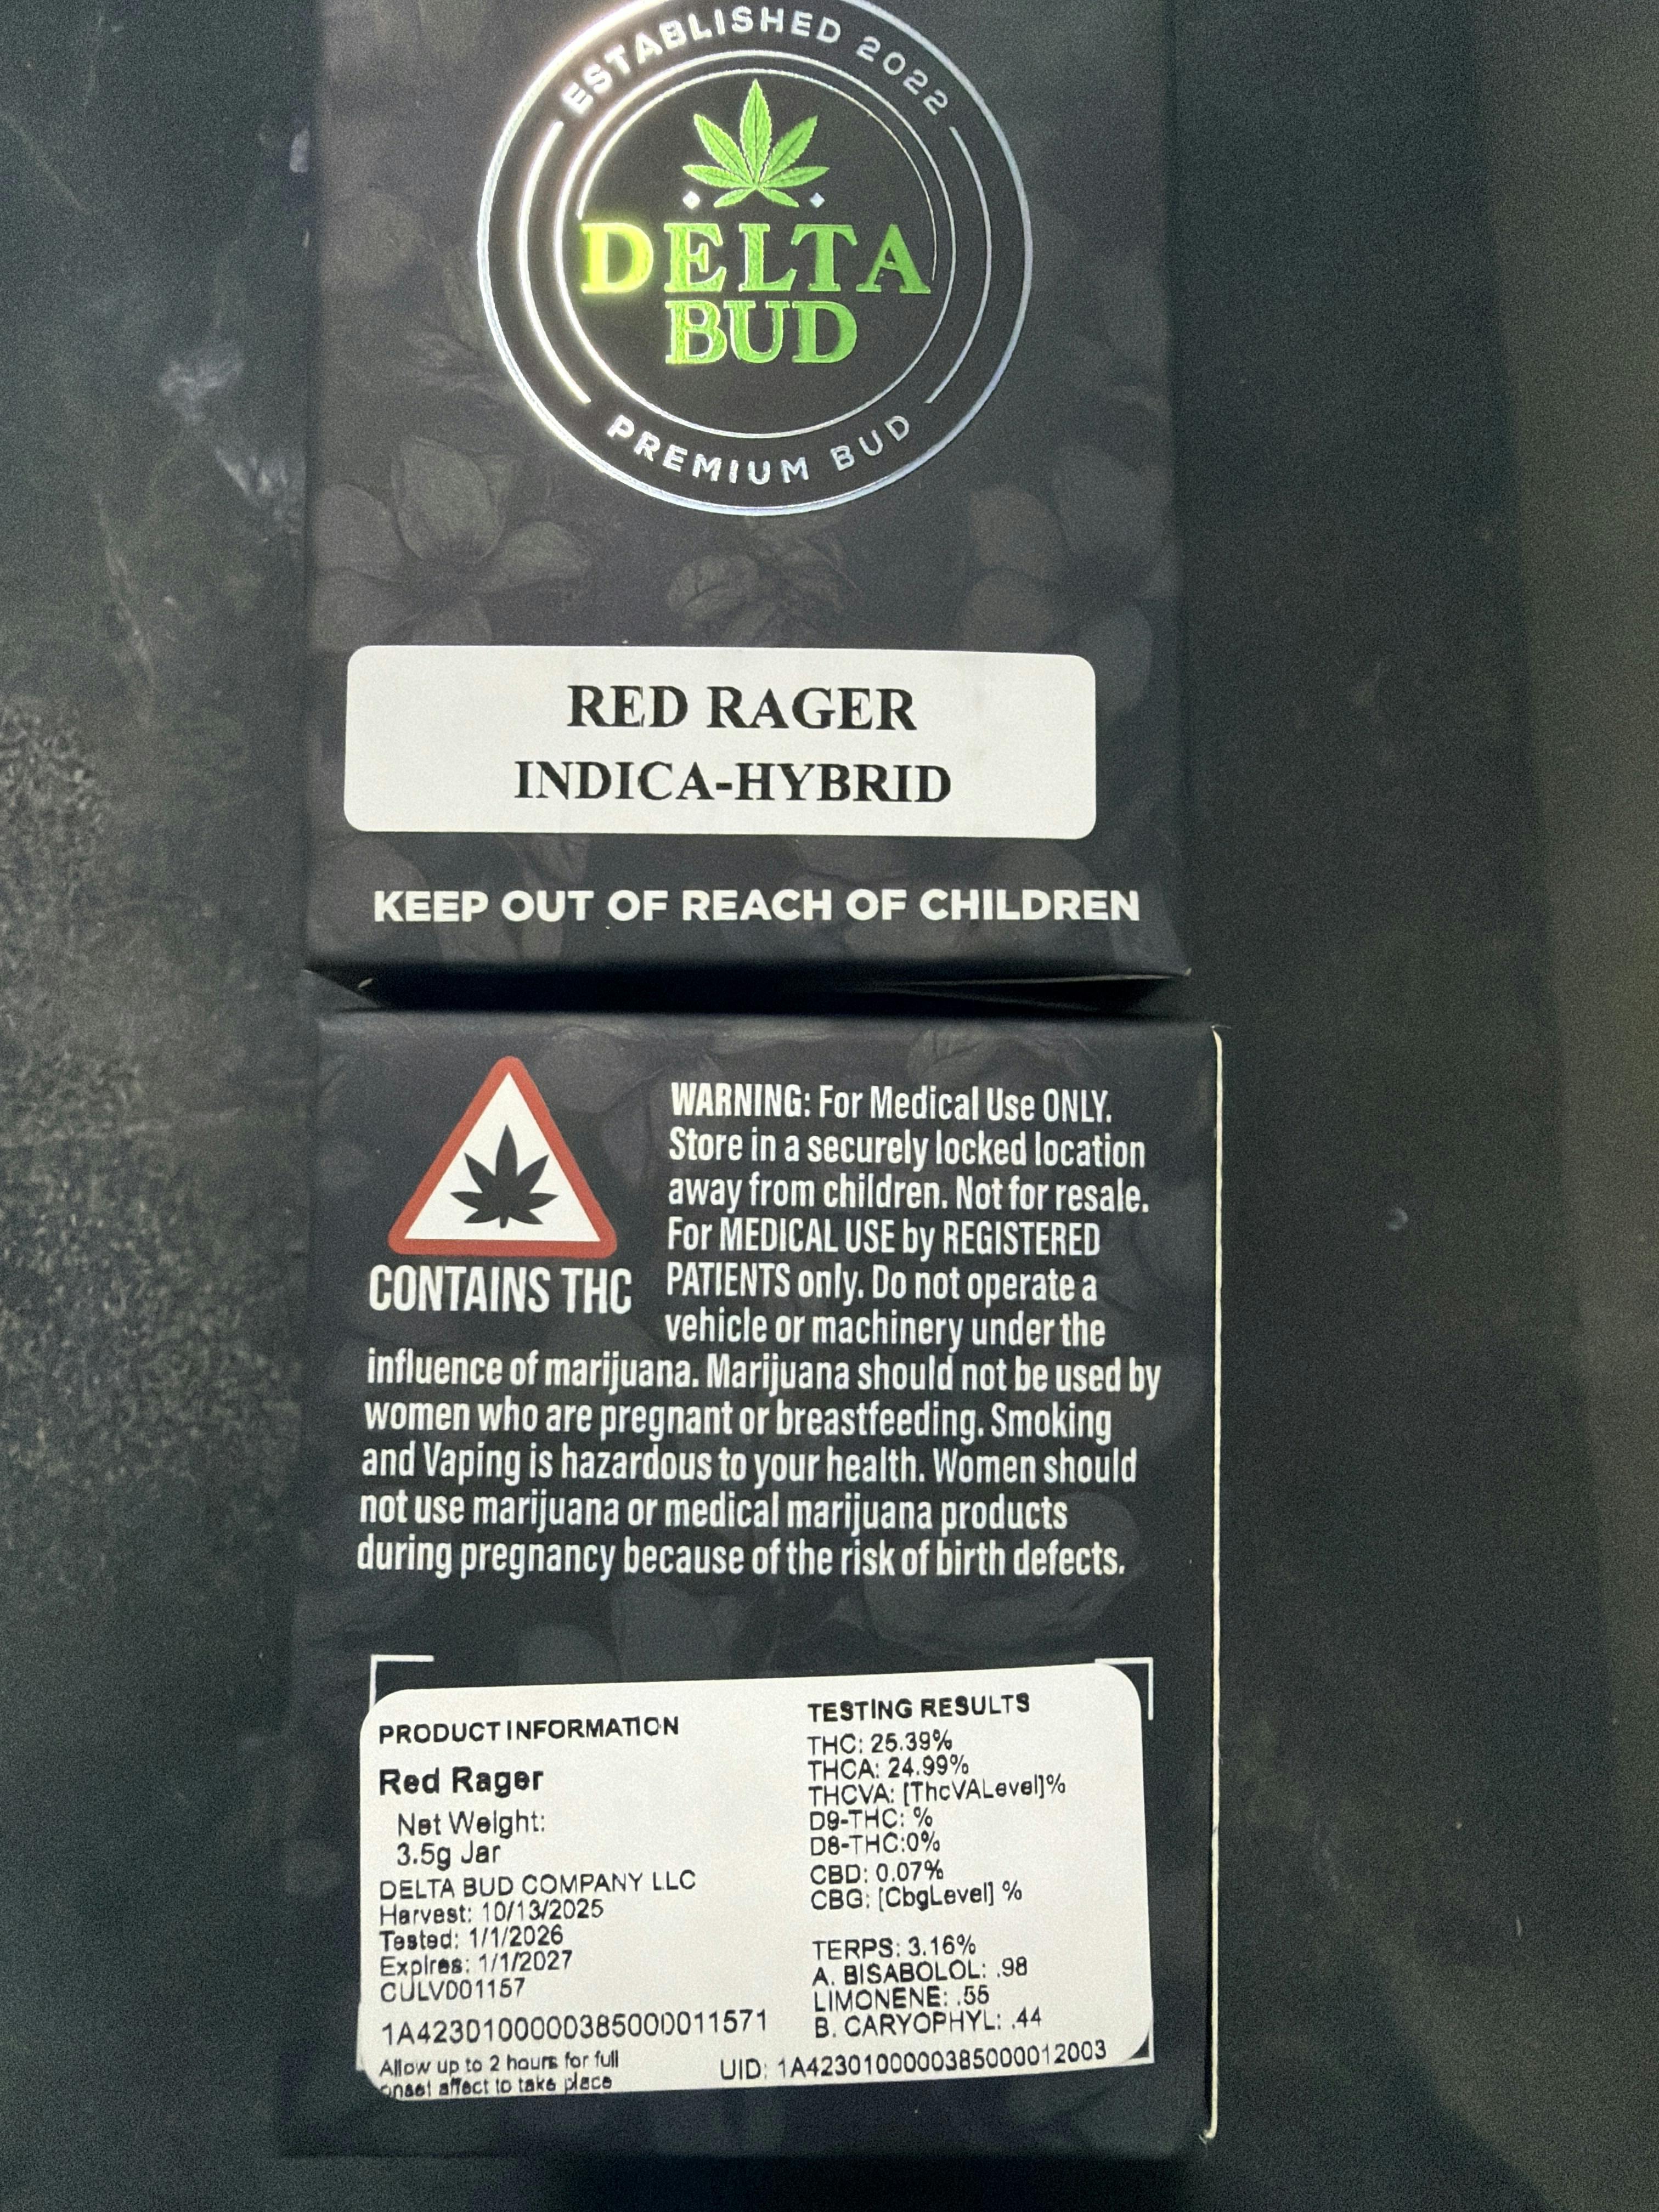 ESTABLISHED 2022
DELTA
BUD
PREMIUM BUD
RED RAGER
INDICA-HYBRID
KEEP OUT OF REACH OF CHILDREN
CONTAINS THC
WARNING: For Medical Use ONLY.
Store in a securely locked location
away from children. Not for resale.
For MEDICAL USE by REGISTERED
PATIENTS only. Do not operate a
vehicle or machinery under the
influence of marijuana. Marijuana should not be used by
women who are pregnant or breastfeeding. Smoking
and Vaping is hazardous to your health. Women should
not use marijuana or medical marijuana products
during pregnancy because of the risk of birth defects.
PRODUCT INFORMATION
Red Rager
Net Weight:
3.5g Jar
DELTA BUD COMPANY LLC
Harvest: 10/13/2025
Tested: 1/1/2026
Expires: 1/1/2027
CULV001157
1A4230100000385000011571
Allow up to 2 hours for full
onset affect to take place
TESTING RESULTS
THC: 25.39%
THCA: 24.99%
THCVA: [ThcVALevel]%
D9-THC: %
D8-THC:0%
CBD: 0.07%
CBG: [CbgLevel] %
TERPS: 3.16%
A. BISABOLOL: .98
LIMONENE: .55
B. CARYOPHYL: .44
UID: 1A4230100000385000012003